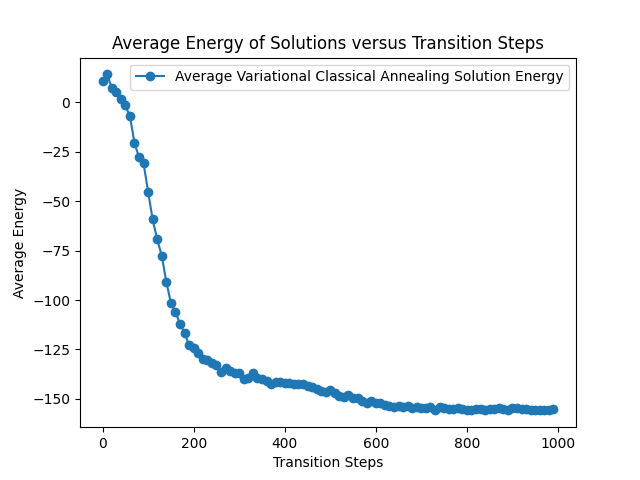 Average Energy of Solutions versus Transition Steps
Average Variational Classical Annealing Solution Energy
0
−25
−50
−75
−100
−125
−150
Average Energy
0 200 400 600 800 1000
Transition Steps